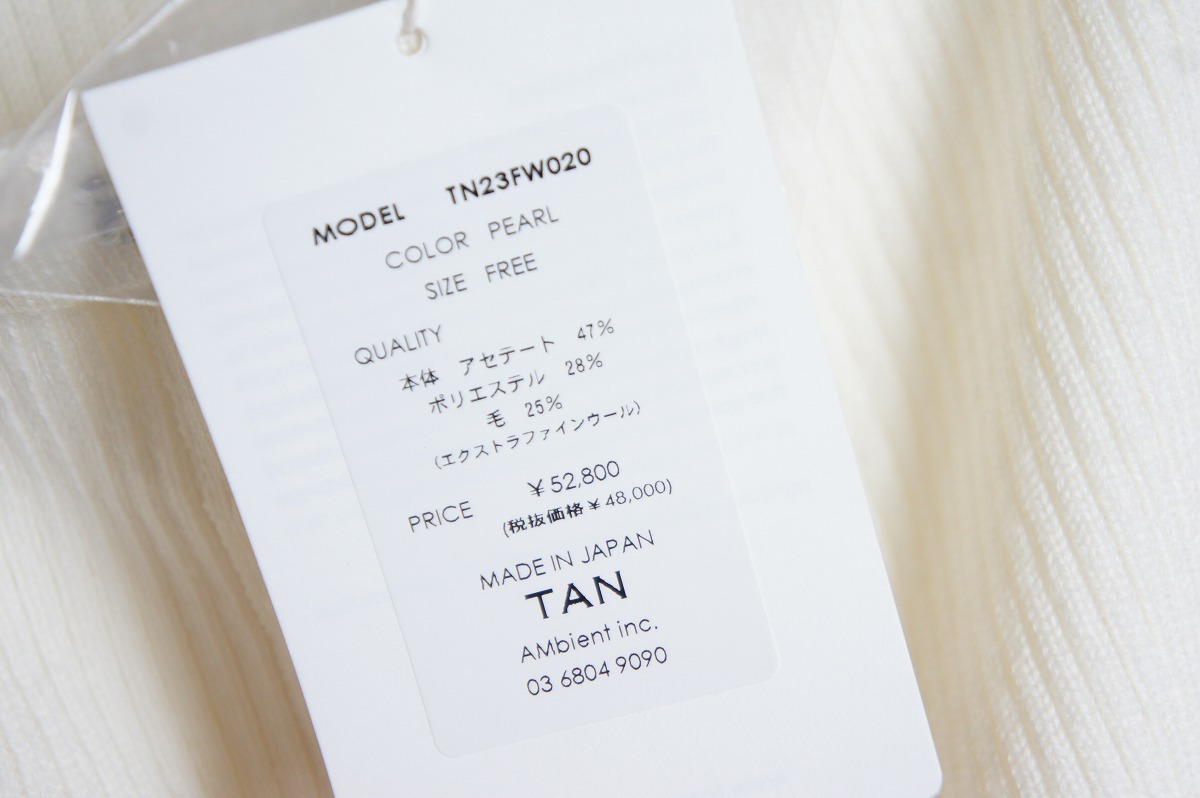 MODEL TN23FW020
COLOR PEARL
SIZE FREE
QUALITY
本体 アセテート 47%
ポリエステル 28%
毛 25%
(エクストラファインウール)
PRICE ￥52,800
(税抜価格￥48,000)
MADE IN JAPAN
TAN
AMbient inc.
03 6804 9090